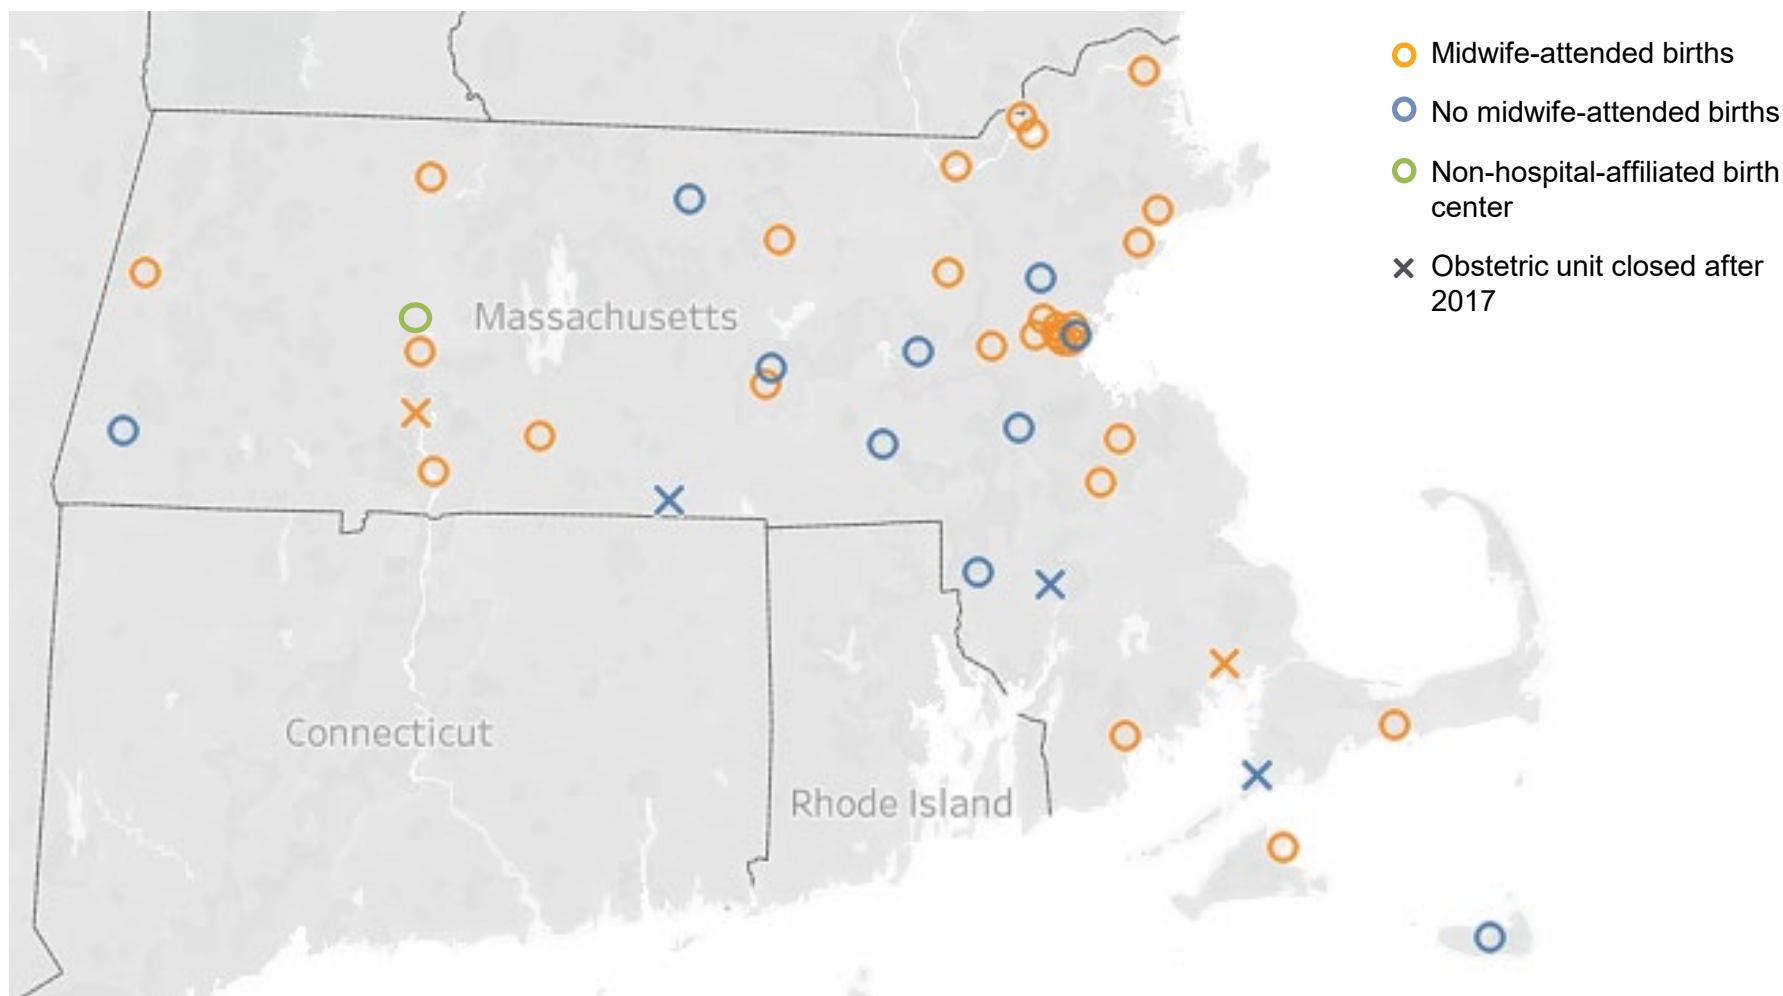 Midwife-attended births
No midwife-attended births
Non-hospital-affiliated birth
center
Obstetric unit closed after
2017
Massachusetts
Connecticut
Rhode Island